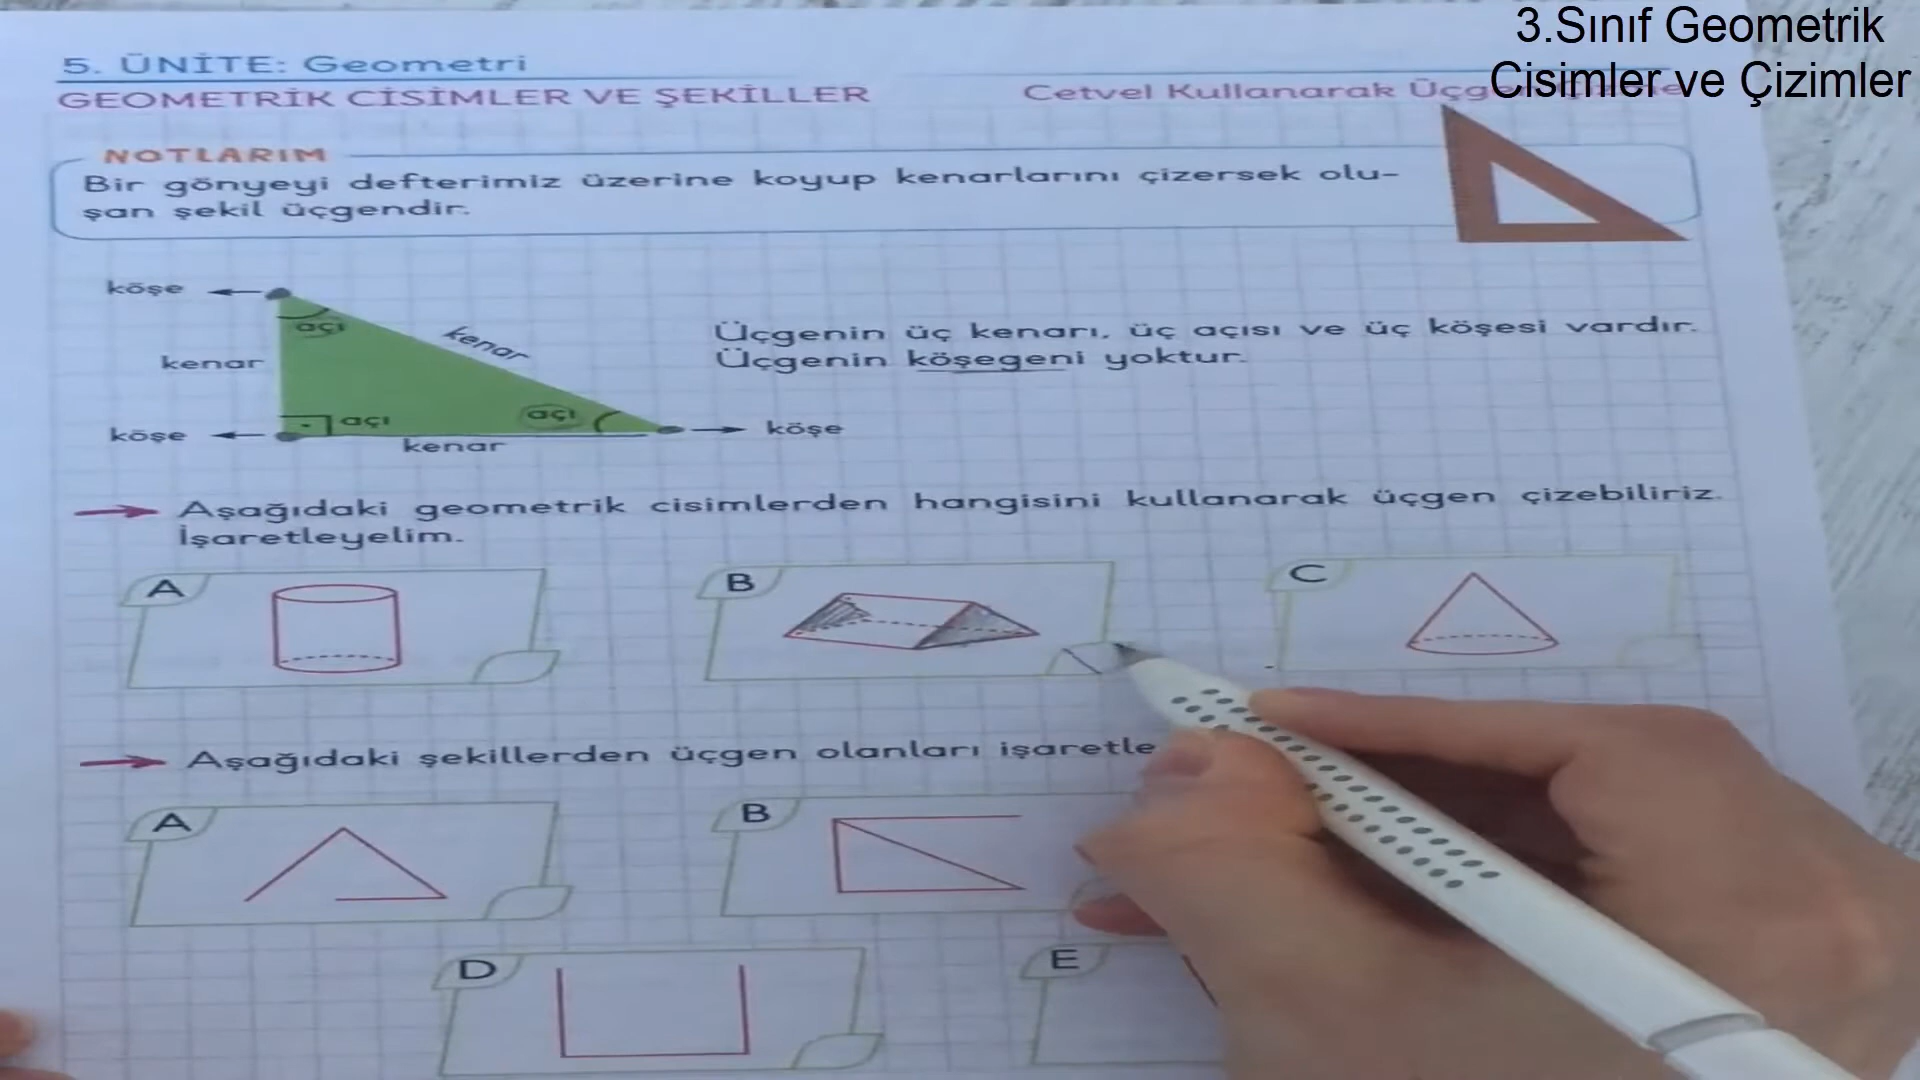 3.Sınıf Geometrik
Cisimler ve Çizimler
5. ÜNİTE: Geometri
GEOMETRİK CİSİMLER VE ŞEKİLLER
Cetvel Kullanarak
NOTLARIM
Bir gönyeyi defterimiz üzerine koyup kenarlarını çizersek olu-
şan şekil üçgendir.
köşe
açı
kenar
kenar
Üçgenin üç kenarı, üç açısı ve üç köşesi vardır.
Üçgenin köşegeni yoktur.
açı
açı
köşe
köşe
kenar
Aşağıdaki geometrik cisimlerden hangisini kullanarak üçgen çizebiliriz.
İşaretleyelim.
A
B
C
Aşağıdaki şekillerden üçgen olanları işaretle
A
B
D
E